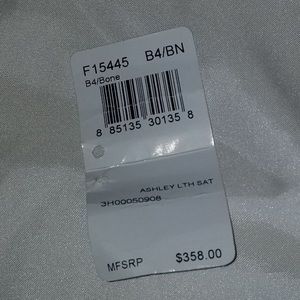 F15445 B4/BN
B4/Bone
8 85135 30135 8
ASHLEY LTH SAT
3H00050908
MFSRP $358.00